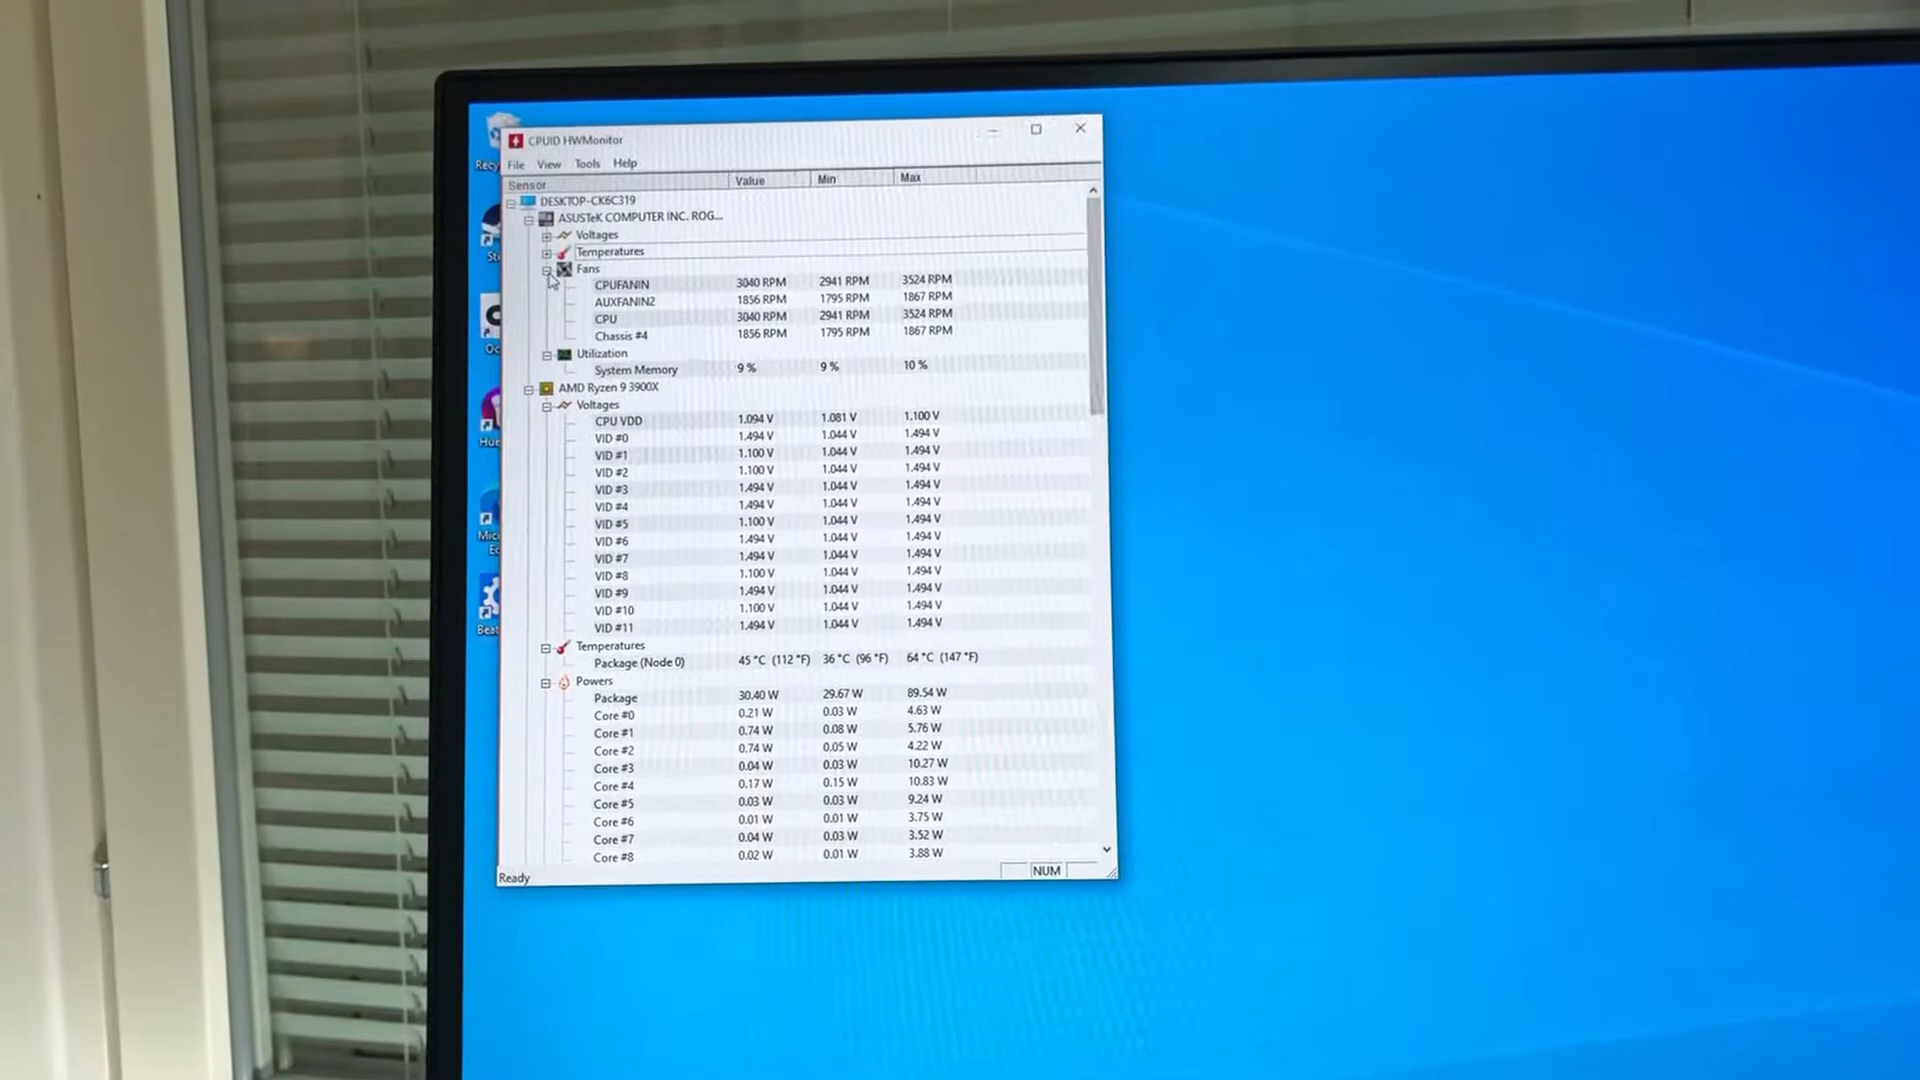 Recy
CPUID HWMonitor
File View Tools Help
Sensor Value Min Max
DESKTOP-CK6C319
ASUSTeK COMPUTER INC. ROG...
Voltages
Temperatures
Fans
CPUFANIN 3040 RPM 2941 RPM 3524 RPM
AUXFANIN2 1856 RPM 1795 RPM 1867 RPM
CPU 3040 RPM 2941 RPM 3524 RPM
Chassis #4 1856 RPM 1795 RPM 1867 RPM
Utilization
System Memory 9 % 9 % 10 %
AMD Ryzen 9 3900X
Voltages
CPU VDD 1.094 V 1.081 V 1.100 V
VID #0 1.494 V 1.044 V 1.494 V
VID #1 1.100 V 1.044 V 1.494 V
VID #2 1.100 V 1.044 V 1.494 V
VID #3 1.494 V 1.044 V 1.494 V
VID #4 1.494 V 1.044 V 1.494 V
VID #5 1.100 V 1.044 V 1.494 V
VID #6 1.494 V 1.044 V 1.494 V
VID #7 1.494 V 1.044 V 1.494 V
VID #8 1.100 V 1.044 V 1.494 V
VID #9 1.494 V 1.044 V 1.494 V
VID #10 1.100 V 1.044 V 1.494 V
VID #11 1.494 V 1.044 V 1.494 V
Temperatures
Package (Node 0) 45 °C (112 °F) 36 °C (96 °F) 64 °C (147 °F)
Powers
Package 30.40 W 29.67 W 89.54 W
Core #0 0.21 W 0.03 W 4.63 W
Core #1 0.74 W 0.08 W 5.76 W
Core #2 0.74 W 0.05 W 4.22 W
Core #3 0.04 W 0.03 W 10.27 W
Core #4 0.17 W 0.15 W 10.83 W
Core #5 0.03 W 0.03 W 9.24 W
Core #6 0.01 W 0.01 W 3.75 W
Core #7 0.04 W 0.03 W 3.52 W
Core #8 0.02 W 0.01 W 3.88 W
Ready NUM
Ste
Oc
Hue
Mic
Ed
Beat